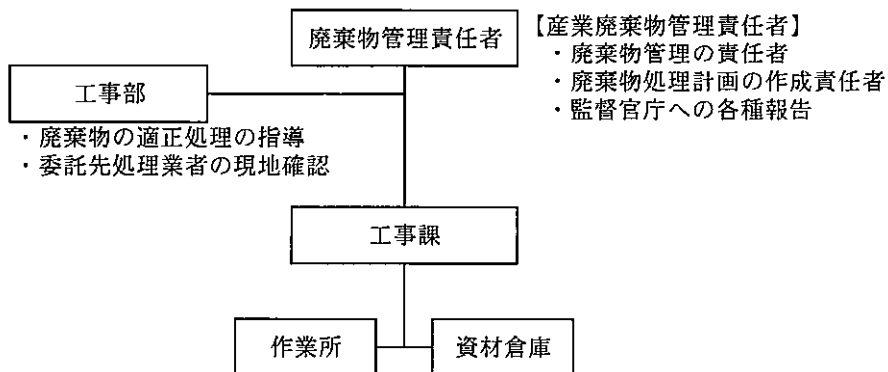 廃棄物管理責任者
【産業廃棄物管理責任者】
・廃棄物管理の責任者
・廃棄物処理計画の作成責任者
・監督官庁への各種報告
工事部
・廃棄物の適正処理の指導
・委託先処理業者の現地確認
工事課
作業所
資材倉庫